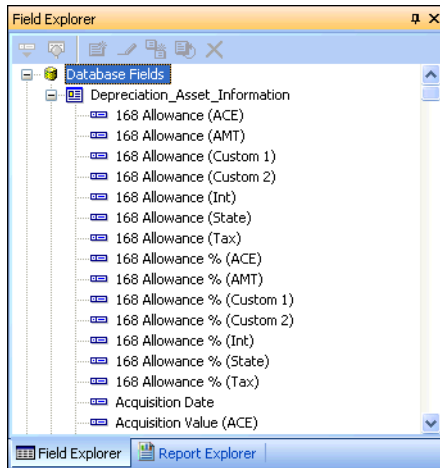 Field Explorer
Database Fields
Depreciation_Asset_Information
168 Allowance (ACE)
168 Allowance (AMT)
168 Allowance (Custom 1)
168 Allowance (Custom 2)
168 Allowance (Int)
168 Allowance (State)
168 Allowance (Tax)
168 Allowance % (ACE)
168 Allowance % (AMT)
168 Allowance % (Custom 1)
168 Allowance % (Custom 2)
168 Allowance % (Int)
168 Allowance % (State)
168 Allowance % (Tax)
Acquisition Date
Acquisition Value (ACE)
Field Explorer Report Explorer